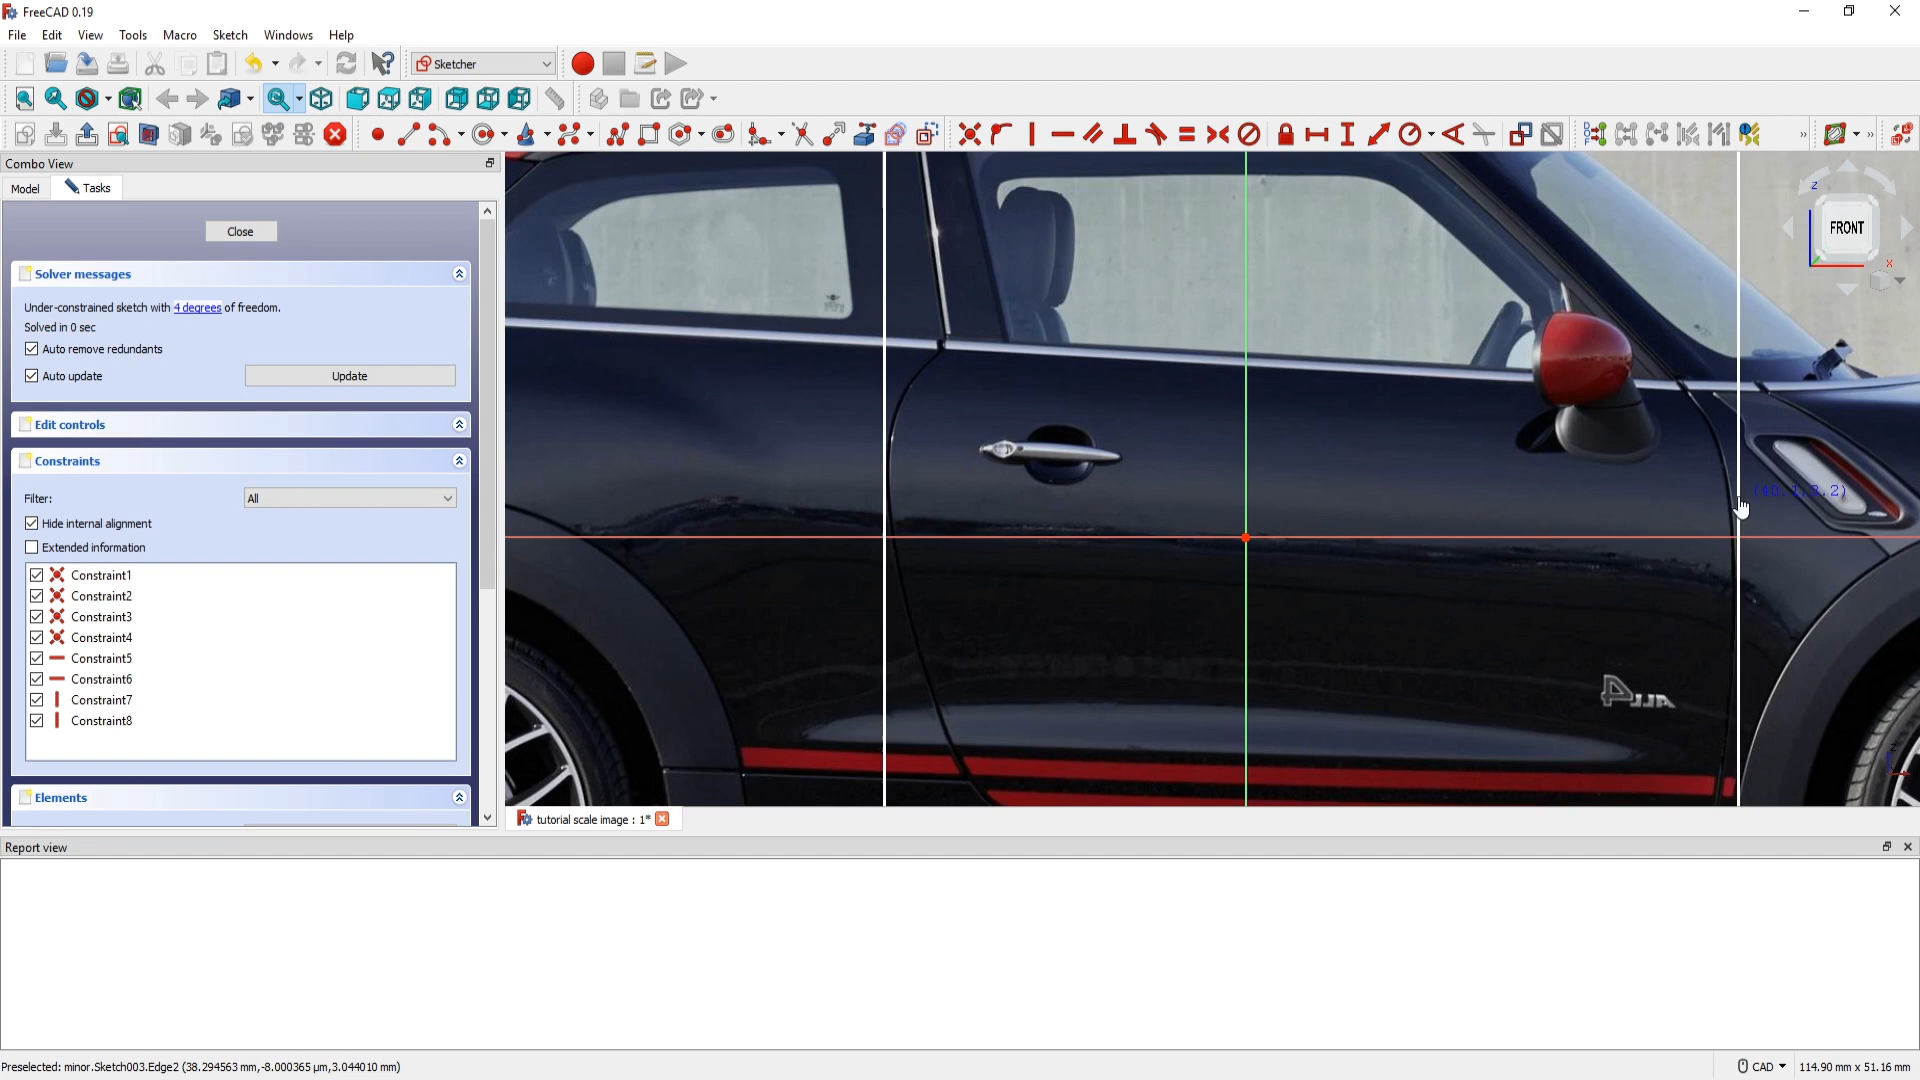 FreeCAD 0.19
File Edit View Tools Macro Sketch Windows Help
Sketcher
Combo View
Model Tasks
Close
Solver messages
Under-constrained sketch with 4 degrees of freedom.
Solved in 0 sec
Auto remove redundants
Auto update Update
Edit controls
Constraints
Filter: All
Hide internal alignment
Extended information
Constraint1
Constraint2
Constraint3
Constraint4
Constraint5
Constraint6
Constraint7
Constraint8
Elements
Z
FRONT
X
ALL4
Z
tutorial scale image : 1*
Report view
Preselected: minor.Sketch003.Edge2 (38.294563 mm,-8.000365 µm,3.044010 mm)
CAD 114.90 mm x 51.16 mm